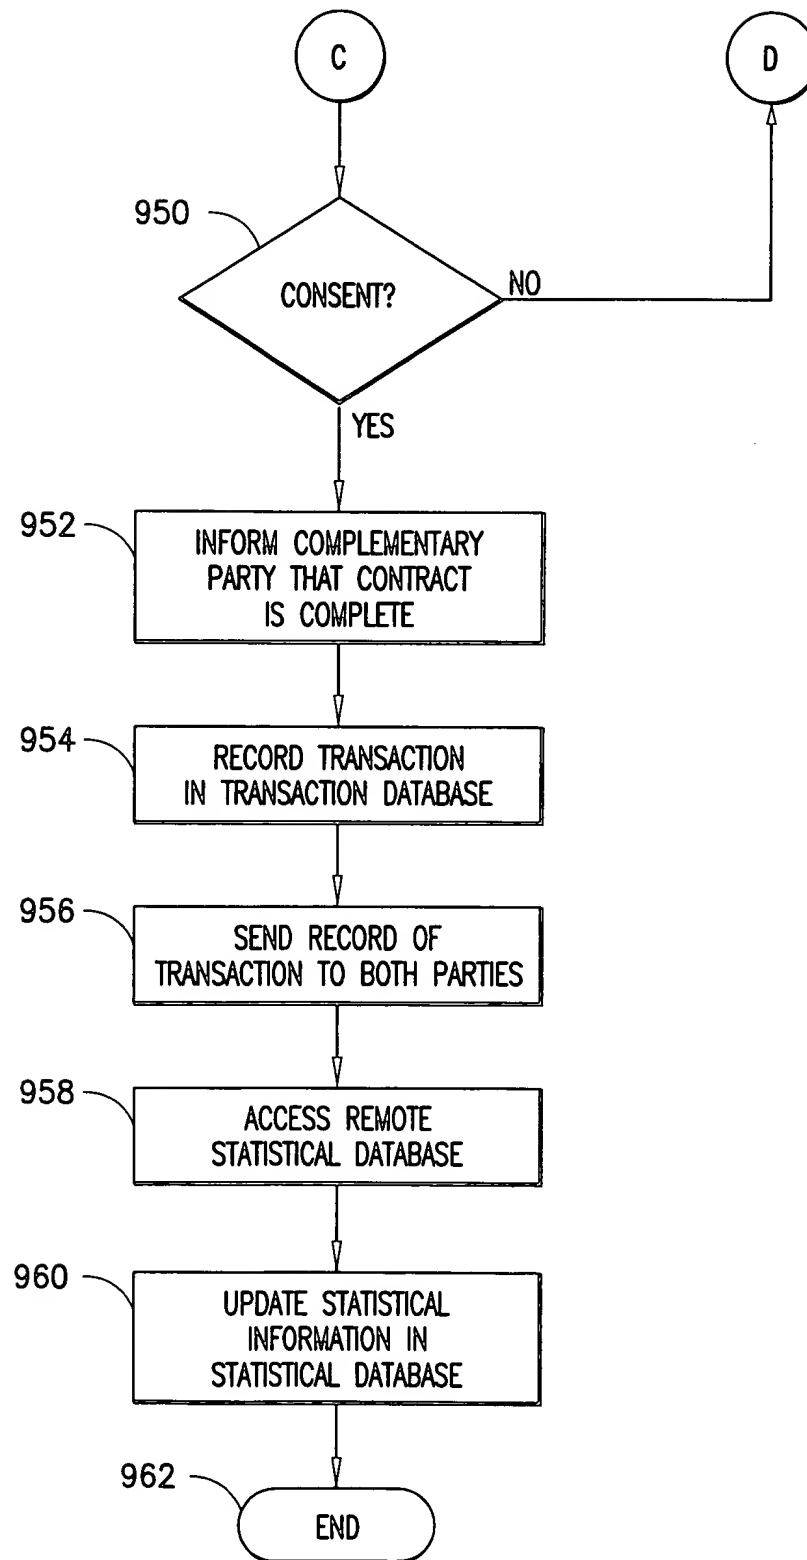 C
D
950
CONSENT?
NO
YES
952
INFORM COMPLEMENTARY
PARTY THAT CONTRACT
IS COMPLETE
954
RECORD TRANSACTION
IN TRANSACTION DATABASE
956
SEND RECORD OF
TRANSACTION TO BOTH PARTIES
958
ACCESS REMOTE
STATISTICAL DATABASE
960
UPDATE STATISTICAL
INFORMATION IN
STATISTICAL DATABASE
962
END